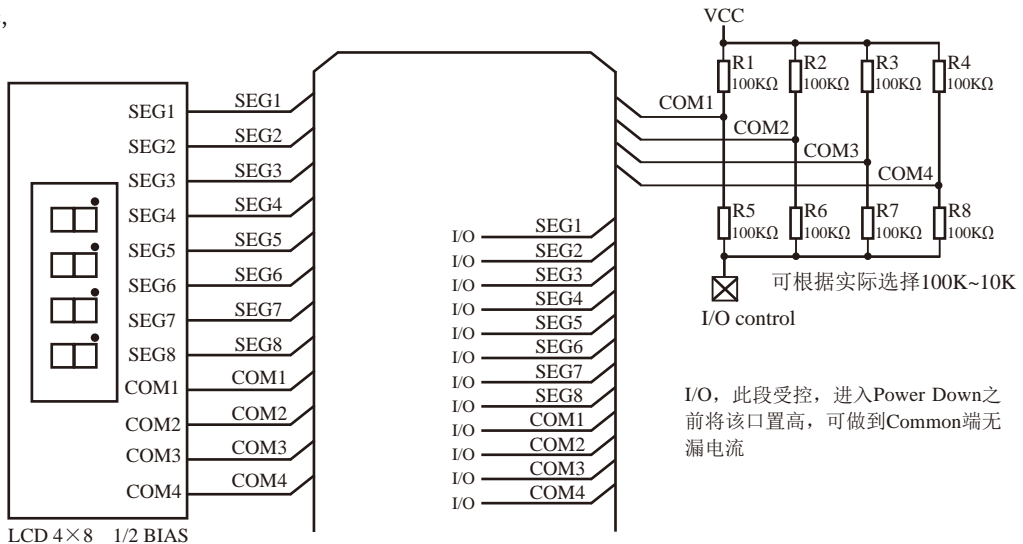 ,
VCC
R1
100KΩ
R2
100KΩ
R3
100KΩ
R4
100KΩ
COM1
COM2
COM3
COM4
R5
100KΩ
R6
100KΩ
R7
100KΩ
R8
100KΩ
可根据实际选择100K~10K
I/O control
I/O，此段受控，进入Power Down之
前将该口置高，可做到Common端无
漏电流
SEG1
SEG2
SEG3
SEG4
SEG5
SEG6
SEG7
SEG8
COM1
COM2
COM3
COM4
SEG1
SEG2
SEG3
SEG4
SEG5
SEG6
SEG7
SEG8
COM1
COM2
COM3
COM4
I/O SEG1
I/O SEG2
I/O SEG3
I/O SEG4
I/O SEG5
I/O SEG6
I/O SEG7
I/O SEG8
I/O COM1
I/O COM2
I/O COM3
I/O COM4
LCD 4×8 1/2 BIAS